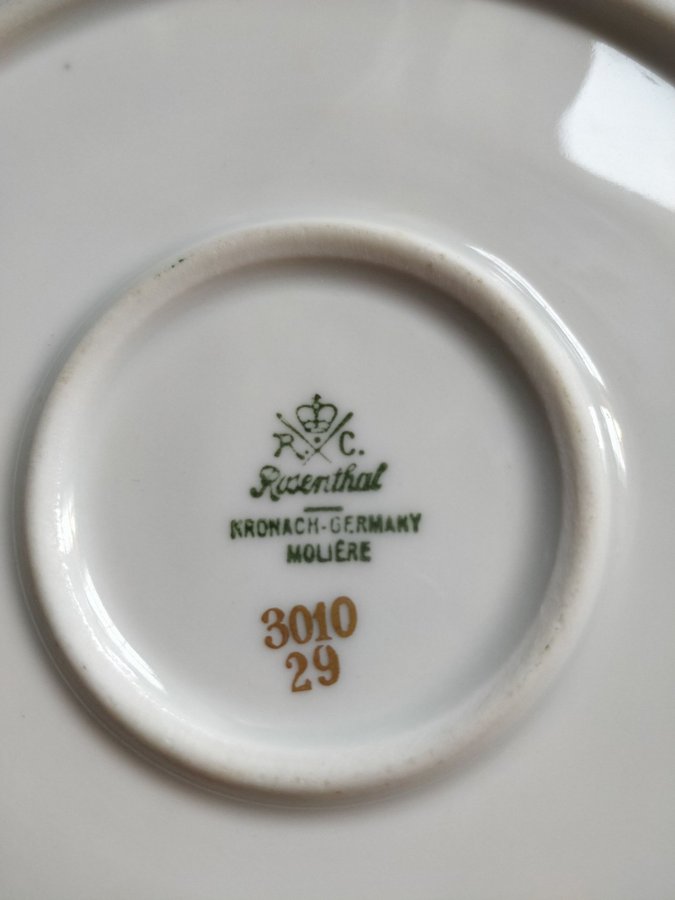 R. C.
Rosenthal
KRONACH-GERMANY
MOLIÈRE
3010
29